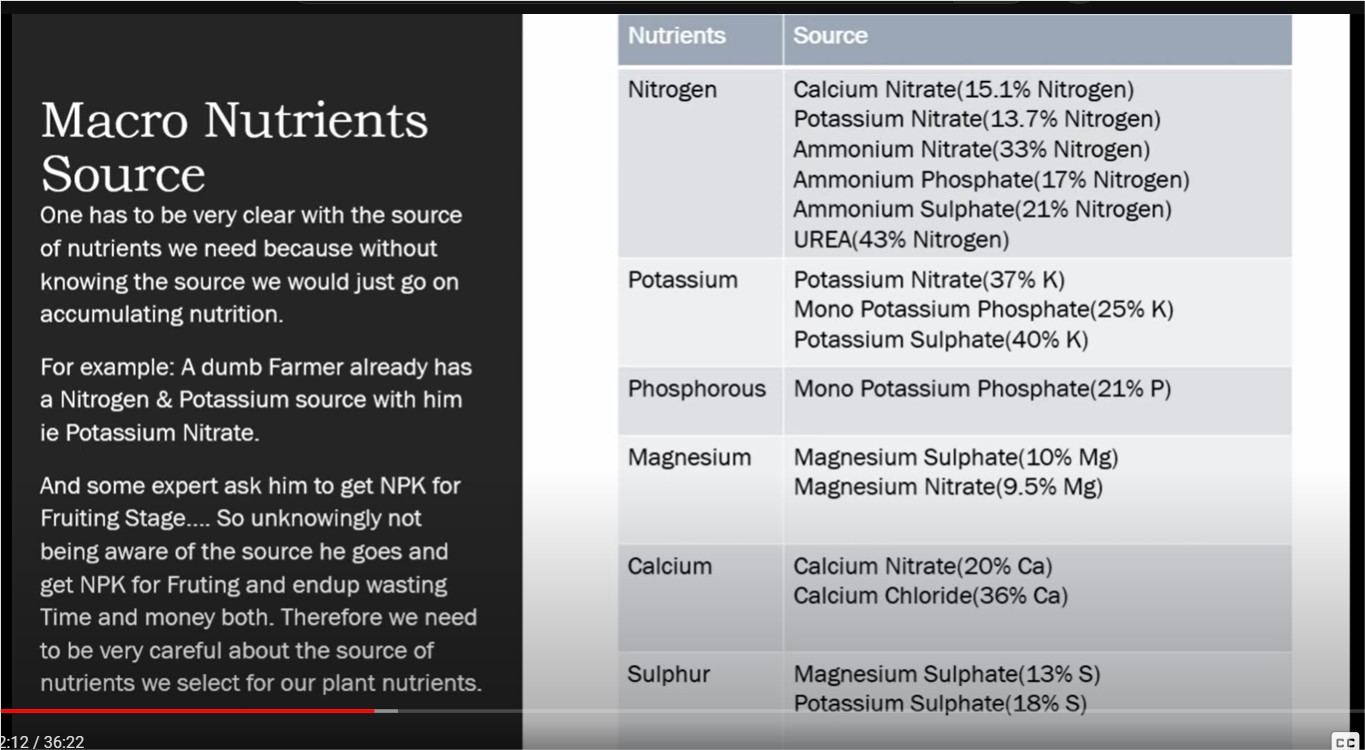 Macro Nutrients
Source
One has to be very clear with the source
of nutrients we need because without
knowing the source we would just go on
accumulating nutrition.
For example: A dumb Farmer already has
a Nitrogen & Potassium source with him
ie Potassium Nitrate.
And some expert ask him to get NPK for
Fruiting Stage.... So unknowingly not
being aware of the source he goes and
get NPK for Fruting and endup wasting
Time and money both. Therefore we need
to be very careful about the source of
nutrients we select for our plant nutrients.
Nutrients Source
Nitrogen Calcium Nitrate(15.1% Nitrogen)
Potassium Nitrate(13.7% Nitrogen)
Ammonium Nitrate(33% Nitrogen)
Ammonium Phosphate(17% Nitrogen)
Ammonium Sulphate(21% Nitrogen)
UREA(43% Nitrogen)
Potassium Potassium Nitrate(37% K)
Mono Potassium Phosphate(25% K)
Potassium Sulphate(40% K)
Phosphorous Mono Potassium Phosphate(21% P)
Magnesium Magnesium Sulphate(10% Mg)
Magnesium Nitrate(9.5% Mg)
Calcium Calcium Nitrate(20% Ca)
Calcium Chloride(36% Ca)
Sulphur Magnesium Sulphate(13% S)
Potassium Sulphate(18% S)
2:12 / 36:22
CC